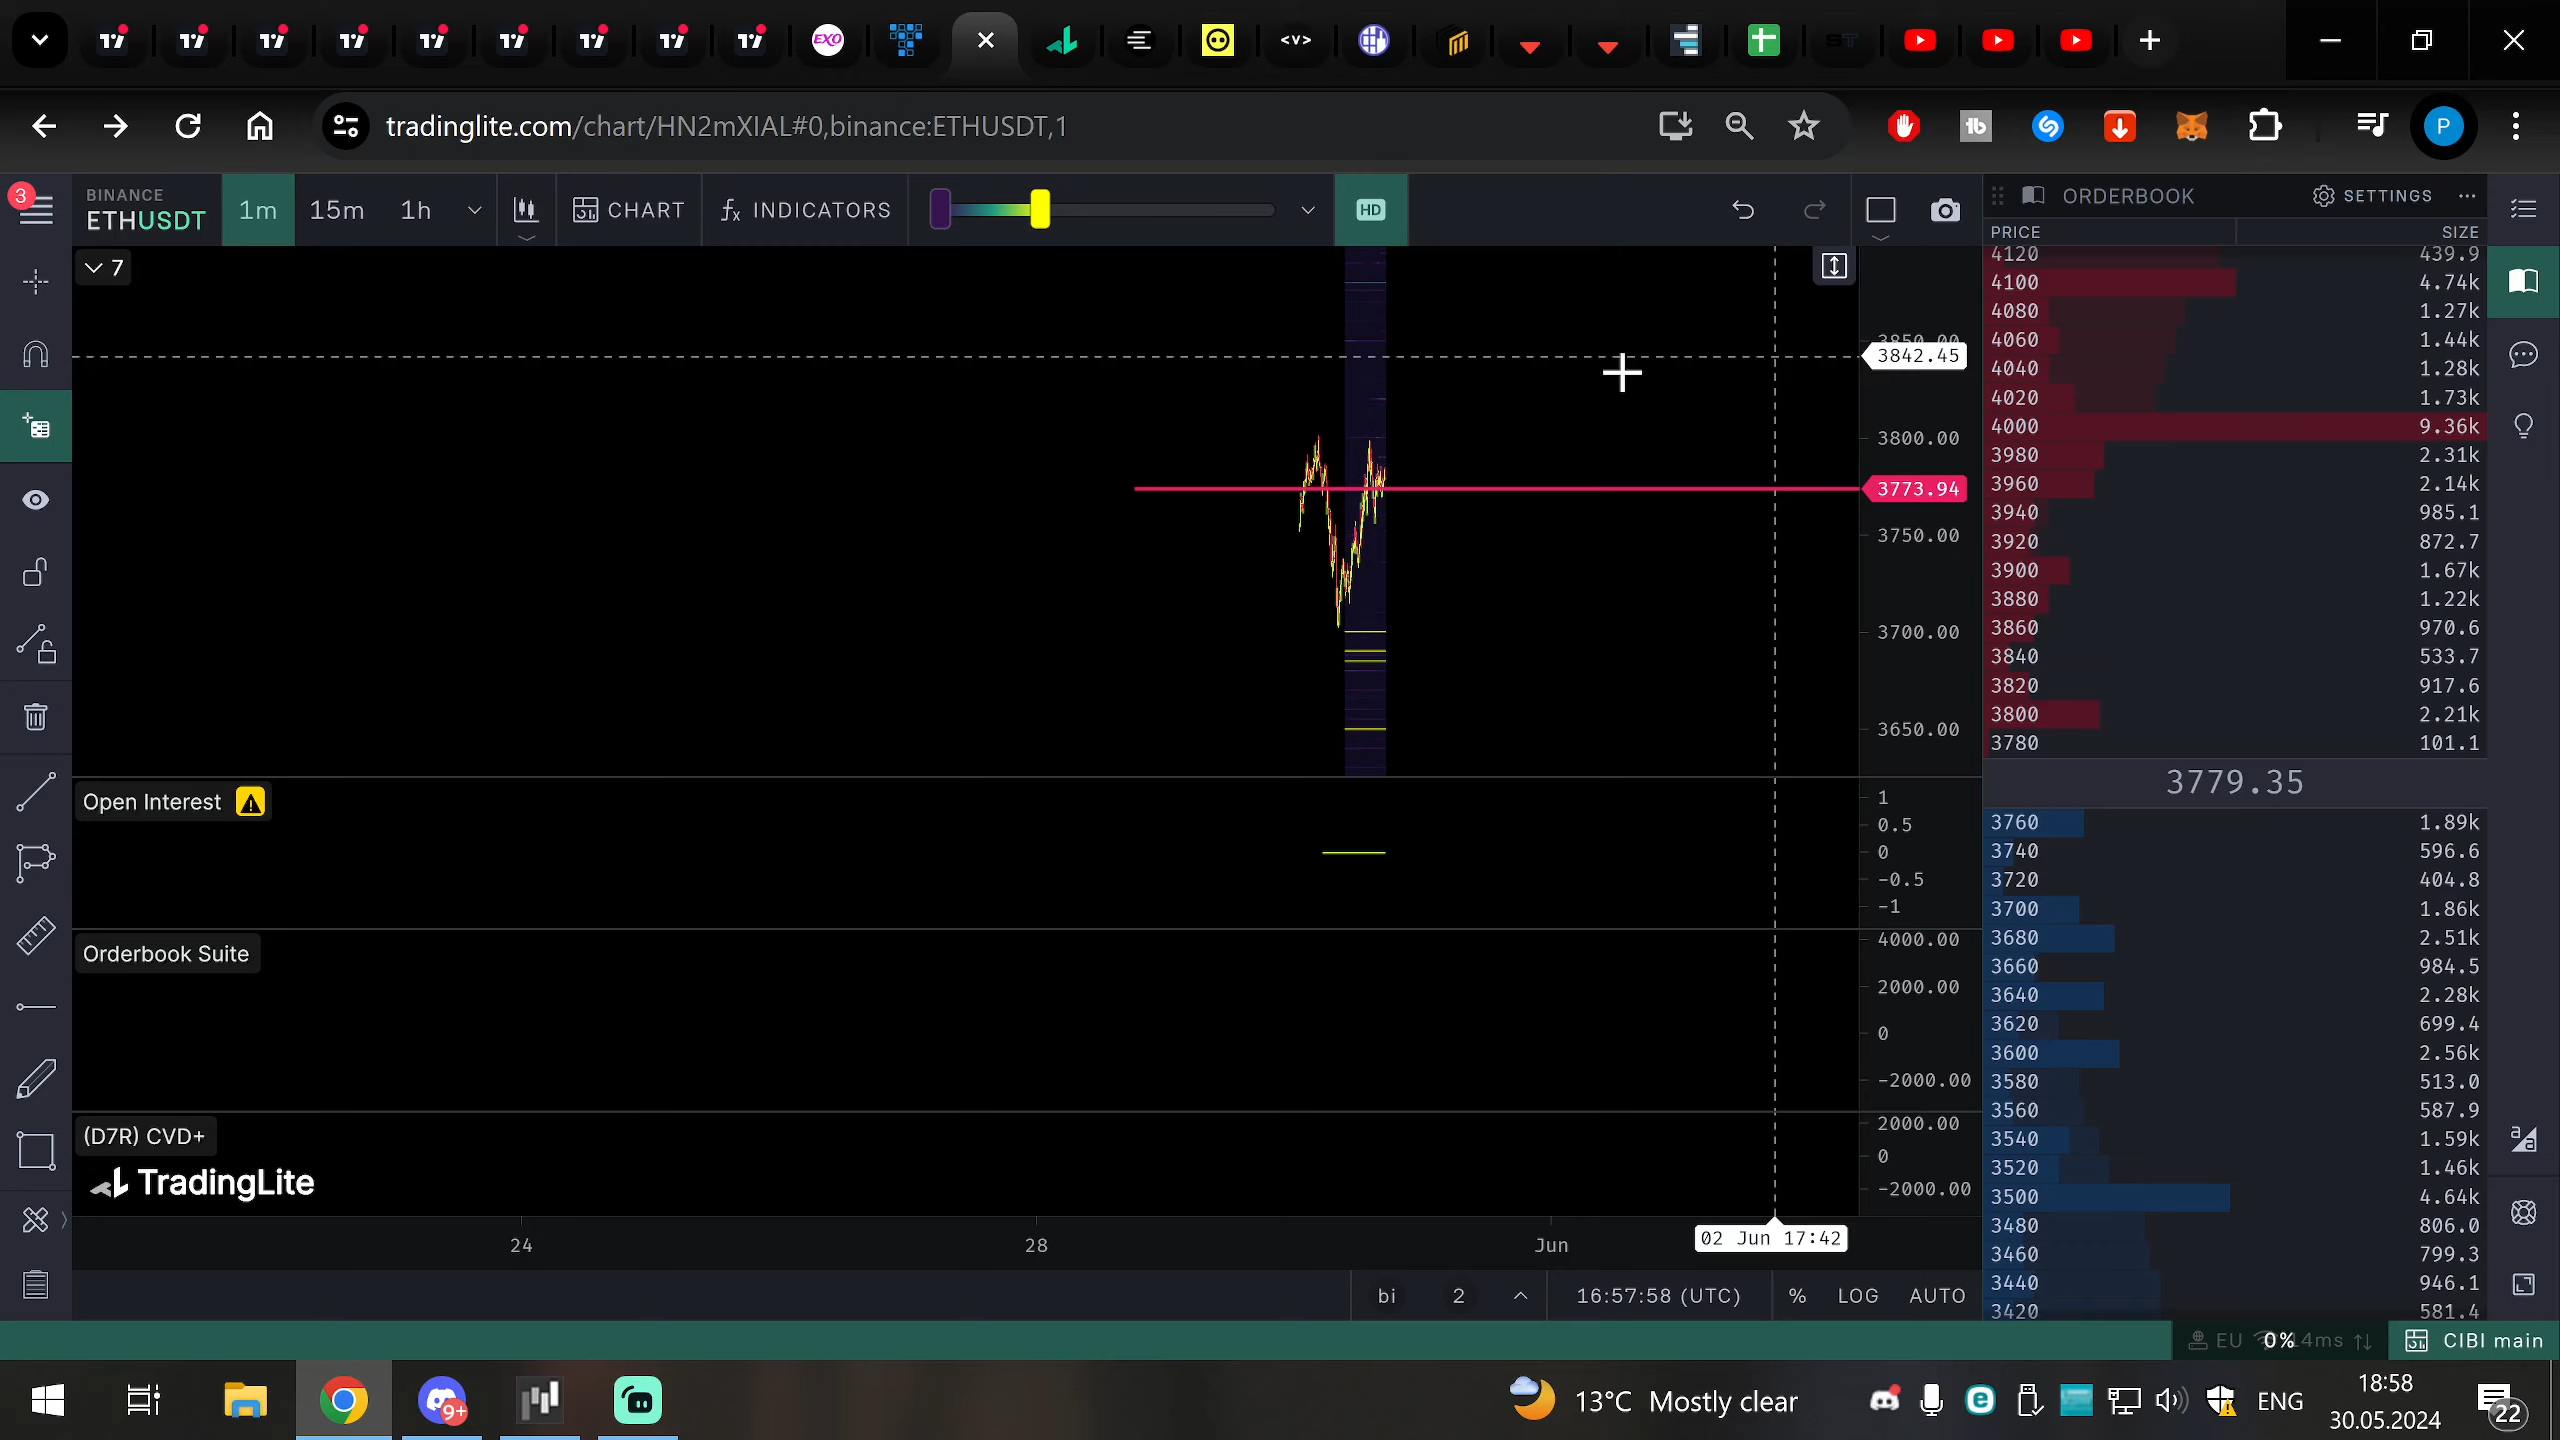 EXO
<v>
ST
tradinglite.com/chart/HN2mXIAL#0,binance:ETHUSDT,1
P
3
BINANCE
ETHUSDT
1m
15m
1h
CHART
fx INDICATORS
HD
ORDERBOOK
SETTINGS
PRICE
SIZE
7
3850.00
3842.45
3800.00
3773.94
3750.00
3700.00
3650.00
4120 439.9
4100 4.74k
4080 1.27k
4060 1.44k
4040 1.28k
4020 1.73k
4000 9.36k
3980 2.31k
3960 2.14k
3940 985.1
3920 872.7
3900 1.67k
3880 1.22k
3860 970.6
3840 533.7
3820 917.6
3800 2.21k
3780 101.1
3779.35
3760 1.89k
3740 596.6
3720 404.8
3700 1.86k
3680 2.51k
3660 984.5
3640 2.28k
3620 699.4
3600 2.56k
3580 513.0
3560 587.9
3540 1.59k
3520 1.46k
3500 4.64k
3480 806.0
3460 799.3
3440 946.1
3420 581.4
Open Interest
1
0.5
0
-0.5
-1
Orderbook Suite
4000.00
2000.00
0
-2000.00
(D7R) CVD+
2000.00
0
-2000.00
TradingLite
24
28
Jun
02 Jun 17:42
bi
2
16:57:58 (UTC)
%
LOG
AUTO
EU
0%
4ms
CIBI main
9+
13°C Mostly clear
ENG
18:58
30.05.2024
22